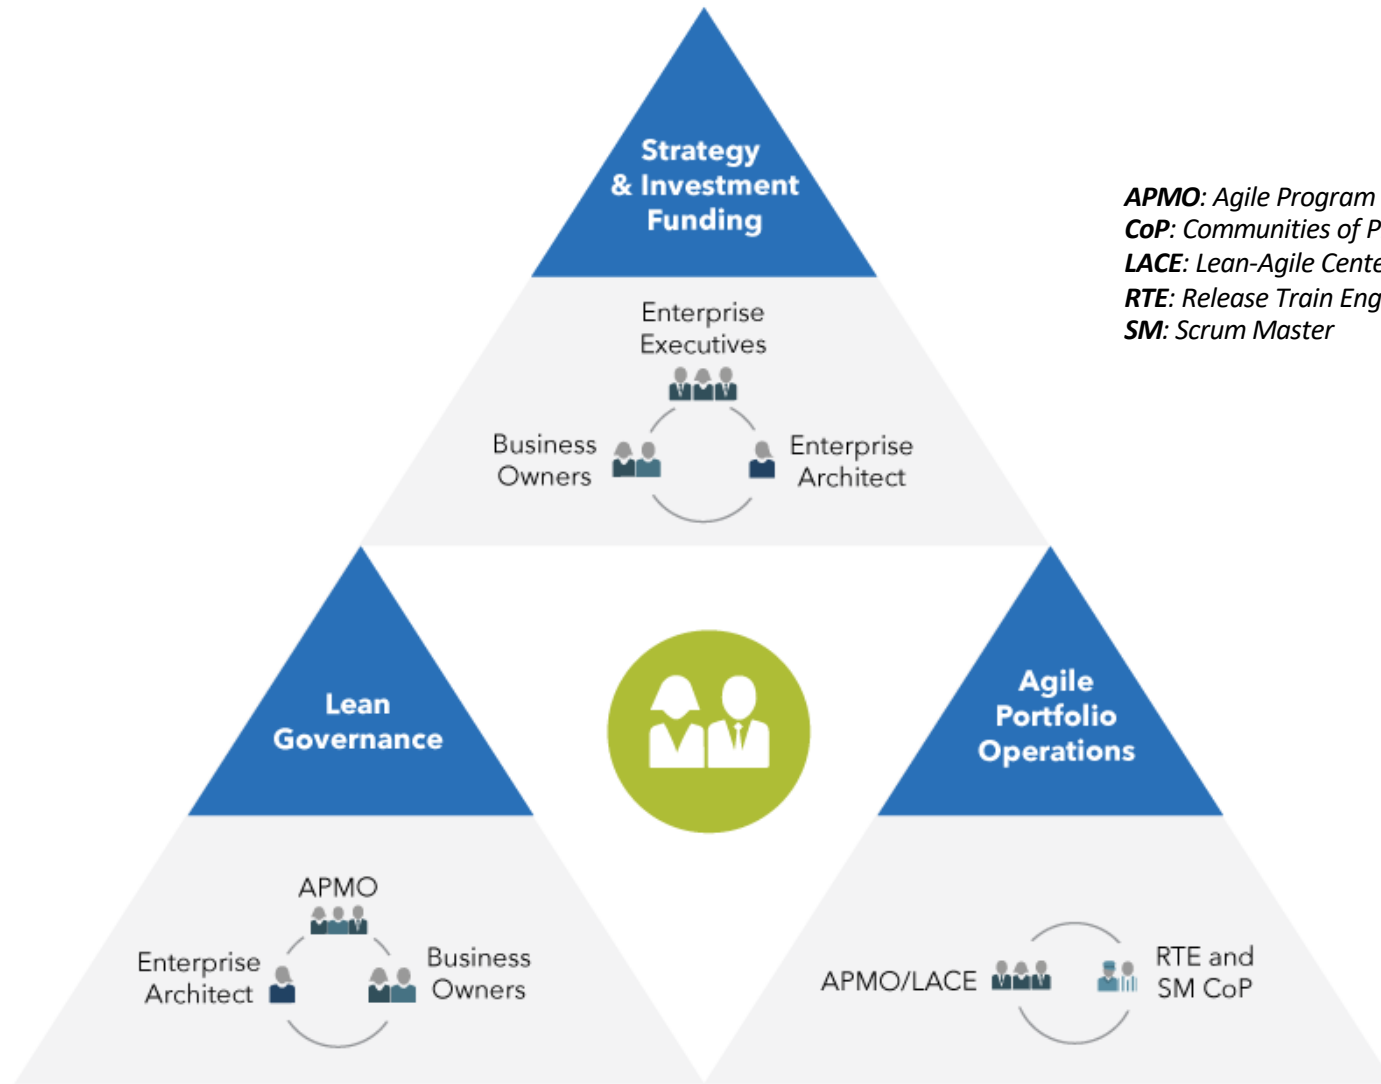 Strategy
& Investment
Funding
APMO: Agile Program
CoP: Communities of P
LACE: Lean-Agile Cente
RTE: Release Train Eng
SM: Scrum Master
Enterprise
Executives
Business
Owners
Enterprise
Architect
Lean
Governance
Agile
Portfolio
Operations
APMO
Enterprise
Architect
Business
Owners
APMO/LACE
RTE and
SM CoP